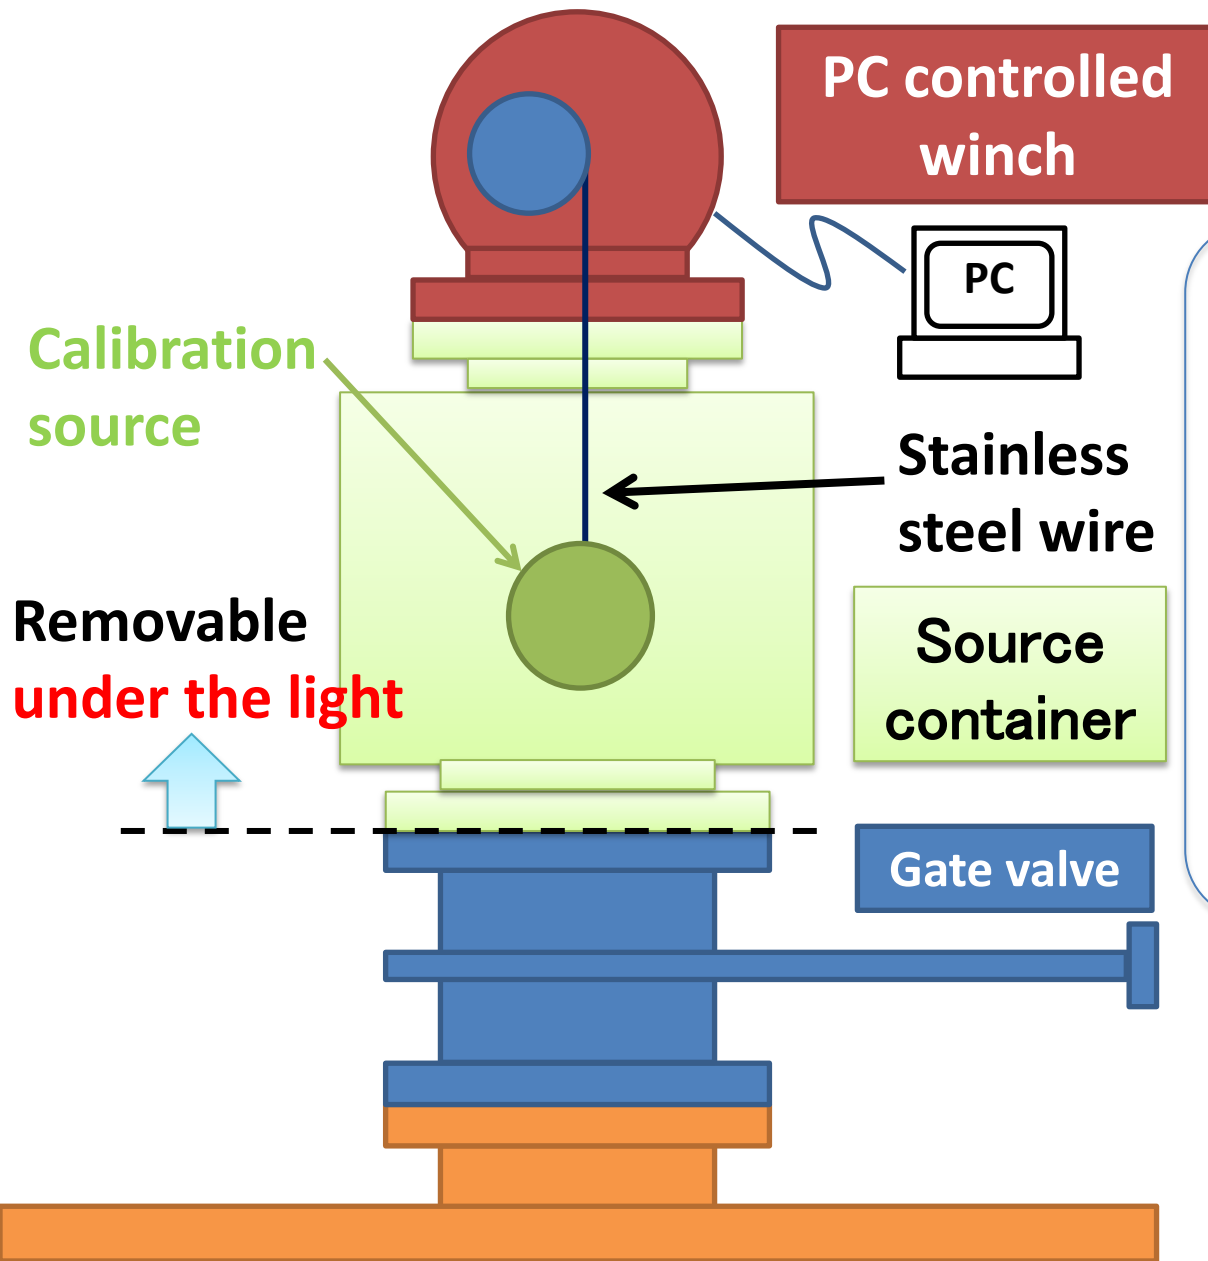 PC controlled
winch
PC
Calibration
source
Stainless
steel wire
Removable
under the light
Source
container
Gate valve